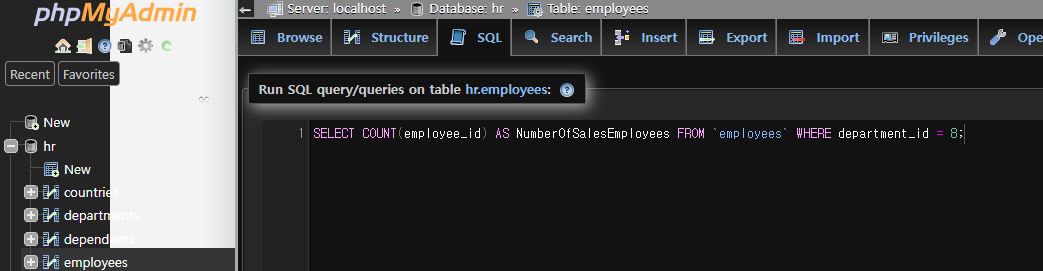 phpMyAdmin
Recent Favorites
New
hr
New
countries
departments
dependents
employees
Server: localhost » Database: hr » Table: employees
Browse Structure SQL Search Insert Export Import Privileges Ope
Run SQL query/queries on table hr.employees:
1 SELECT COUNT(employee_id) AS NumberOfSalesEmployees FROM `employees` WHERE department_id = 8;